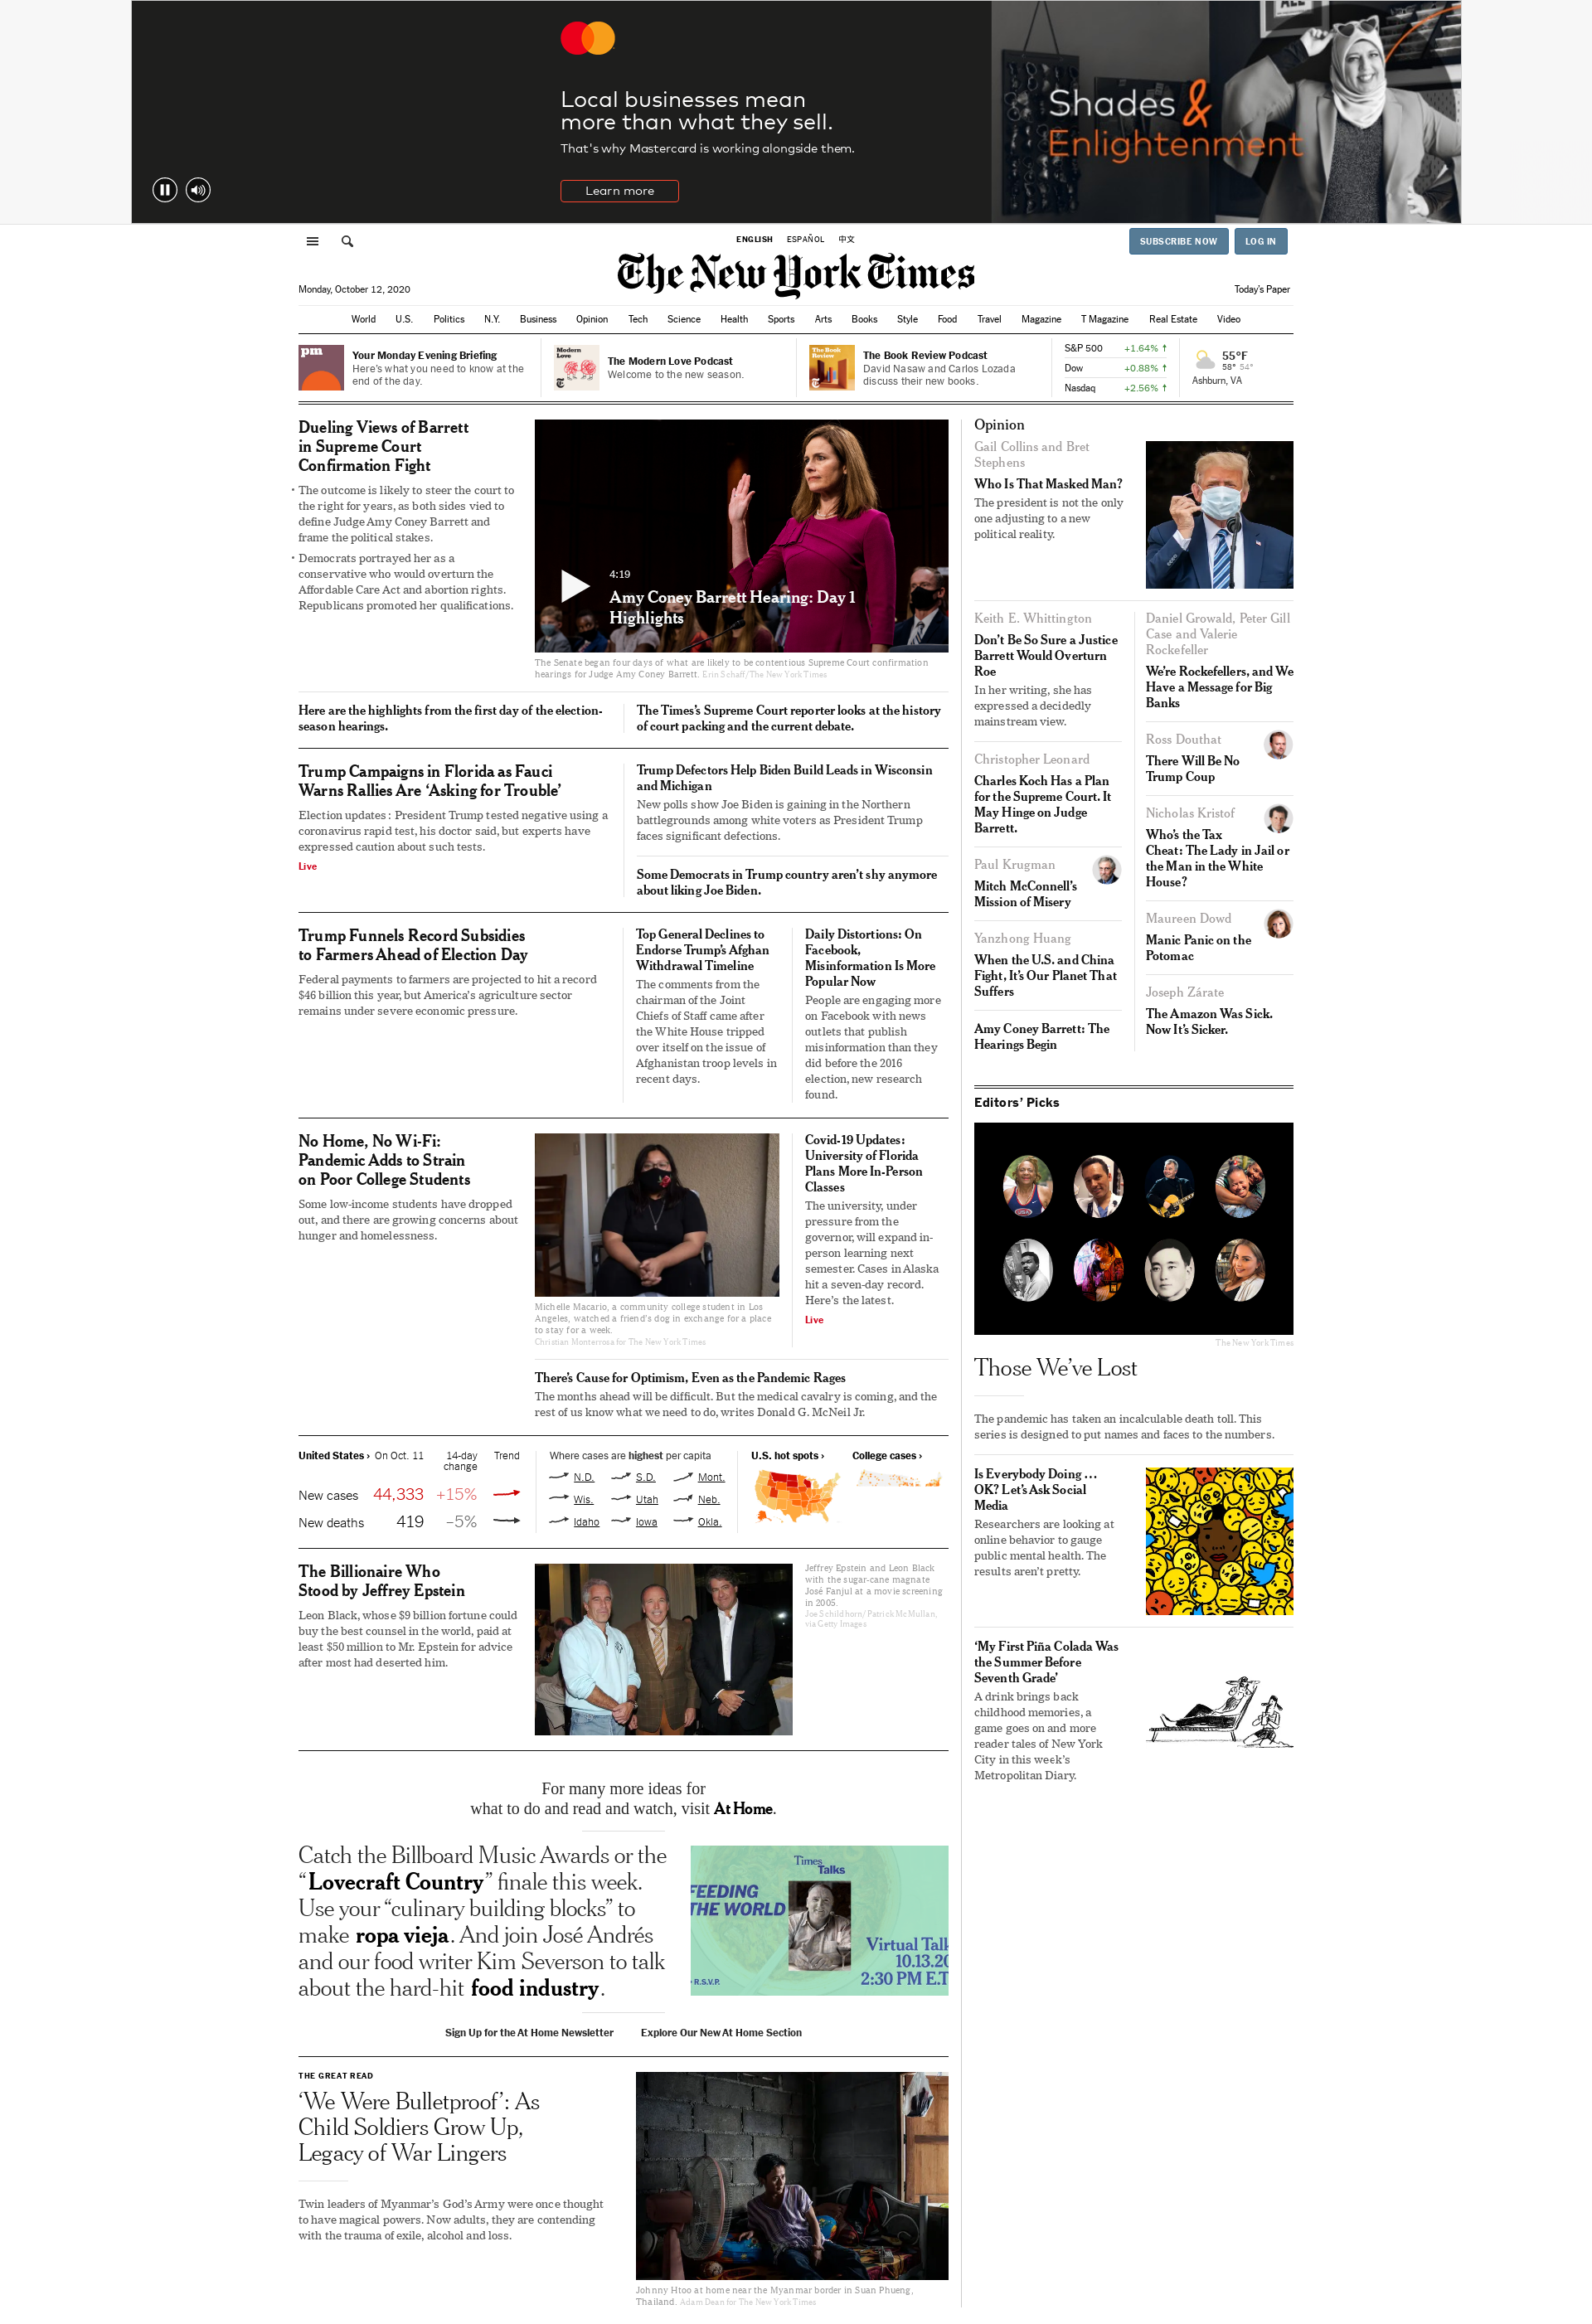 Local businesses mean
more than what they sell.
That's why Mastercard is working alongside them.
Learn more
ALL
Shades &
Enlightenment
ENGLISH ESPAÑOL 中文
SUBSCRIBE NOW LOG IN
The New York Times
Monday, October 12, 2020
Today's Paper
World U.S. Politics N.Y. Business Opinion Tech Science Health Sports Arts Books Style Food Travel Magazine T Magazine Real Estate Video
pm
Your Monday Evening Briefing
Here's what you need to know at the
end of the day.
Modern
Love
The Modern Love Podcast
Welcome to the new season.
The Book
Review
The Book Review Podcast
David Nasaw and Carlos Lozada
discuss their new books.
S&P 500 +1.64% ↑
Dow +0.88% ↑
Nasdaq +2.56% ↑
55°F
58° 54°
Ashburn, VA
Dueling Views of Barrett
in Supreme Court
Confirmation Fight
• The outcome is likely to steer the court to
the right for years, as both sides vied to
define Judge Amy Coney Barrett and
frame the political stakes.
• Democrats portrayed her as a
conservative who would overturn the
Affordable Care Act and abortion rights.
Republicans promoted her qualifications.
4:19
Amy Coney Barrett Hearing: Day 1
Highlights
The Senate began four days of what are likely to be contentious Supreme Court confirmation
hearings for Judge Amy Coney Barrett. Erin Schaff/The New York Times
Here are the highlights from the first day of the election-
season hearings.
The Times's Supreme Court reporter looks at the history
of court packing and the current debate.
Trump Campaigns in Florida as Fauci
Warns Rallies Are ‘Asking for Trouble’
Election updates: President Trump tested negative using a
coronavirus rapid test, his doctor said, but experts have
expressed caution about such tests.
Live
Trump Defectors Help Biden Build Leads in Wisconsin
and Michigan
New polls show Joe Biden is gaining in the Northern
battlegrounds among white voters as President Trump
faces significant defections.
Some Democrats in Trump country aren’t shy anymore
about liking Joe Biden.
Trump Funnels Record Subsidies
to Farmers Ahead of Election Day
Federal payments to farmers are projected to hit a record
$46 billion this year, but America’s agriculture sector
remains under severe economic pressure.
Top General Declines to
Endorse Trump’s Afghan
Withdrawal Timeline
The comments from the
chairman of the Joint
Chiefs of Staff came after
the White House tripped
over itself on the issue of
Afghanistan troop levels in
recent days.
Daily Distortions: On
Facebook,
Misinformation Is More
Popular Now
People are engaging more
on Facebook with news
outlets that publish
misinformation than they
did before the 2016
election, new research
found.
No Home, No Wi-Fi:
Pandemic Adds to Strain
on Poor College Students
Some low-income students have dropped
out, and there are growing concerns about
hunger and homelessness.
Michelle Macario, a community college student in Los
Angeles, watched a friend’s dog in exchange for a place
to stay for a week.
Christian Monterrosa for The New York Times
Covid-19 Updates:
University of Florida
Plans More In-Person
Classes
The university, under
pressure from the
governor, will expand in-
person learning next
semester. Cases in Alaska
hit a seven-day record.
Here’s the latest.
Live
There’s Cause for Optimism, Even as the Pandemic Rages
The months ahead will be difficult. But the medical cavalry is coming, and the
rest of us know what we need to do, writes Donald G. McNeil Jr.
United States › On Oct. 11 14-day
change Trend
New cases 44,333 +15%
New deaths 419 –5%
Where cases are highest per capita
N.D. S.D. Mont.
Wis. Utah Neb.
Idaho Iowa Okla.
U.S. hot spots ›
College cases ›
The Billionaire Who
Stood by Jeffrey Epstein
Leon Black, whose $9 billion fortune could
buy the best counsel in the world, paid at
least $50 million to Mr. Epstein for advice
after most had deserted him.
Jeffrey Epstein and Leon Black
with the sugar-cane magnate
José Fanjul at a movie screening
in 2005.
Joe Schildhorn/Patrick McMullan,
via Getty Images
For many more ideas for
what to do and read and watch, visit At Home.
Catch the Billboard Music Awards or the
“Lovecraft Country” finale this week.
Use your “culinary building blocks” to
make ropa vieja. And join José Andrés
and our food writer Kim Severson to talk
about the hard-hit food industry.
Times
Talks
FEEDING
THE WORLD
Virtual Talk
10.13.20
2:30 PM E.T.
R.S.V.P.
Sign Up for the At Home Newsletter Explore Our New At Home Section
THE GREAT READ
‘We Were Bulletproof’: As
Child Soldiers Grow Up,
Legacy of War Lingers
Twin leaders of Myanmar’s God’s Army were once thought
to have magical powers. Now adults, they are contending
with the trauma of exile, alcohol and loss.
Johnny Htoo at home near the Myanmar border in Suan Phueng,
Thailand. Adam Dean for The New York Times
Opinion
Gail Collins and Bret
Stephens
Who Is That Masked Man?
The president is not the only
one adjusting to a new
political reality.
Keith E. Whittington
Don’t Be So Sure a Justice
Barrett Would Overturn
Roe
In her writing, she has
expressed a decidedly
mainstream view.
Christopher Leonard
Charles Koch Has a Plan
for the Supreme Court. It
May Hinge on Judge
Barrett.
Paul Krugman
Mitch McConnell’s
Mission of Misery
Yanzhong Huang
When the U.S. and China
Fight, It’s Our Planet That
Suffers
Amy Coney Barrett: The
Hearings Begin
Daniel Growald, Peter Gill
Case and Valerie
Rockefeller
We’re Rockefellers, and We
Have a Message for Big
Banks
Ross Douthat
There Will Be No
Trump Coup
Nicholas Kristof
Who’s the Tax
Cheat: The Lady in Jail or
the Man in the White
House?
Maureen Dowd
Manic Panic on the
Potomac
Joseph Zárate
The Amazon Was Sick.
Now It’s Sicker.
Editors’ Picks
The New York Times
Those We’ve Lost
The pandemic has taken an incalculable death toll. This
series is designed to put names and faces to the numbers.
Is Everybody Doing …
OK? Let’s Ask Social
Media
Researchers are looking at
online behavior to gauge
public mental health. The
results aren’t pretty.
‘My First Piña Colada Was
the Summer Before
Seventh Grade’
A drink brings back
childhood memories, a
game goes on and more
reader tales of New York
City in this week’s
Metropolitan Diary.